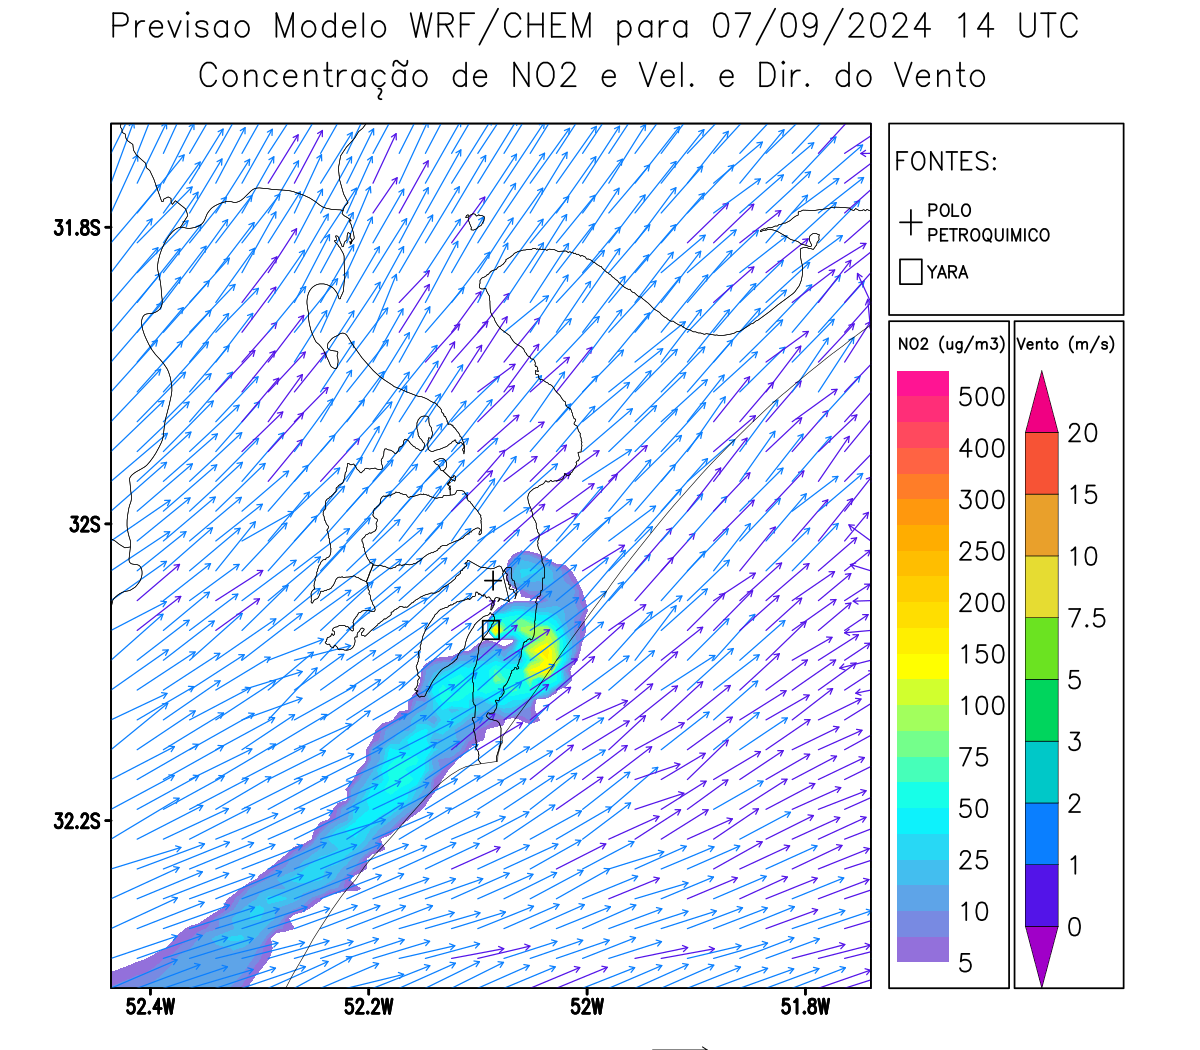 Previsao Modelo WRF/CHEM para 07/09/2024 14 UTC
Concentração de NO2 e Vel. e Dir. do Vento
FONTES:
POLO
PETROQUIMICO
YARA
NO2 (ug/m3)
500
400
300
250
200
150
100
75
50
25
10
5
Vento (m/s)
20
15
10
7.5
5
3
2
1
0
31.8S
32S
32.2S
52.4W
52.2W
52W
51.8W